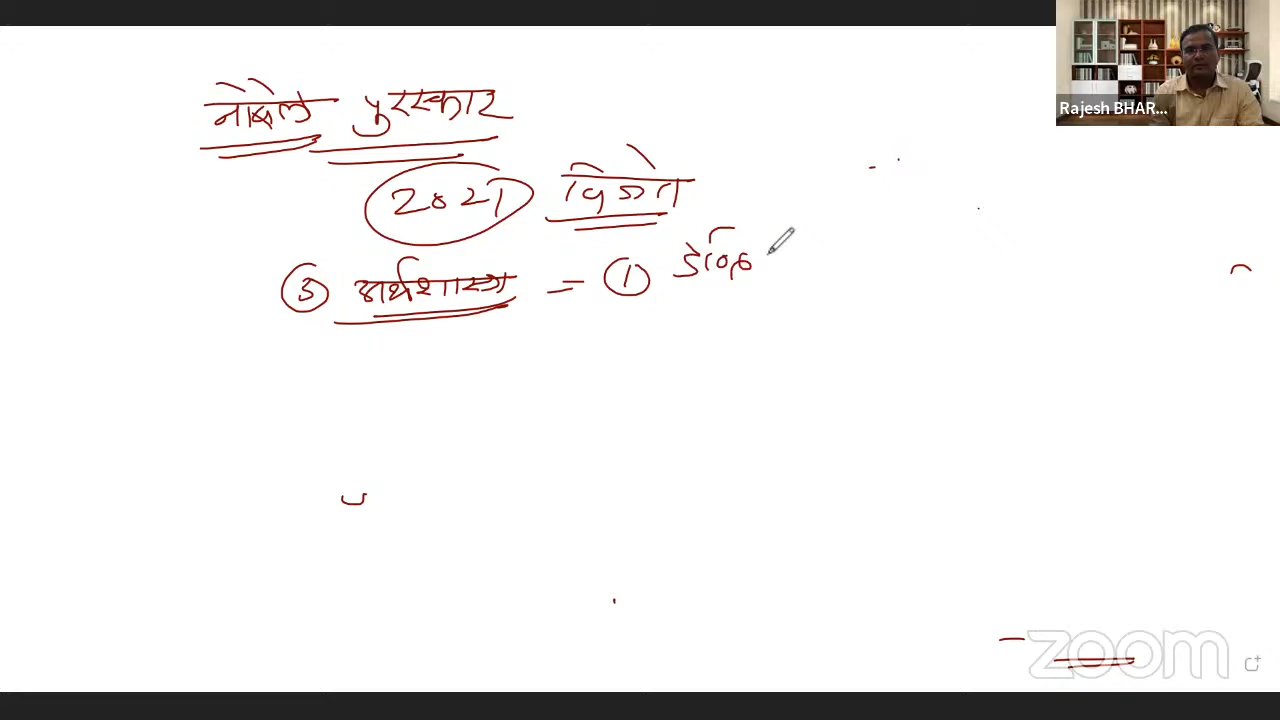 नोबेल पुरस्कार
2021 विजेता
③ अर्थशास्त्र = ① डेविड
Rajesh BHAR...
zoom